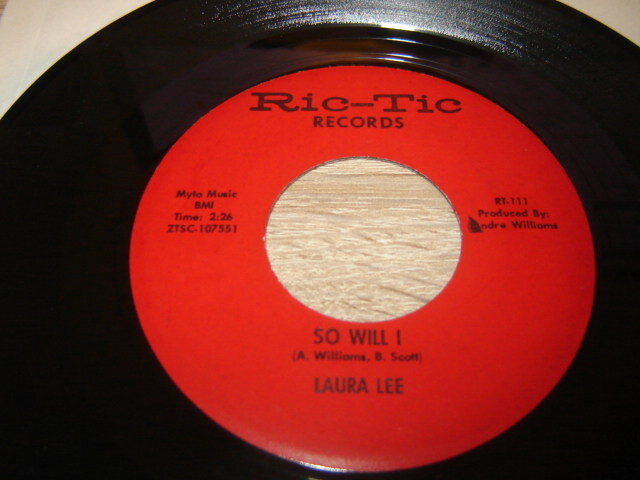 Ric-Tic
RECORDS
Myto Music
BMI
Time: 2:26
ZTSC-107551
RT-111
Produced By:
Andre Williams
SO WILL I
(A. Williams, B. Scott)
LAURA LEE